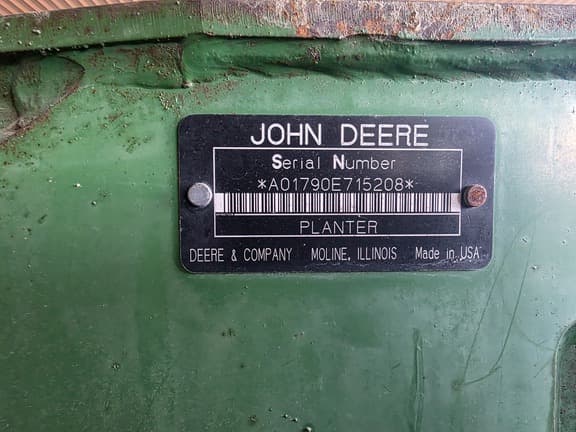 JOHN DEERE
Serial Number
*A01790E715208*
PLANTER
DEERE & COMPANY MOLINE, ILLINOIS Made in USA